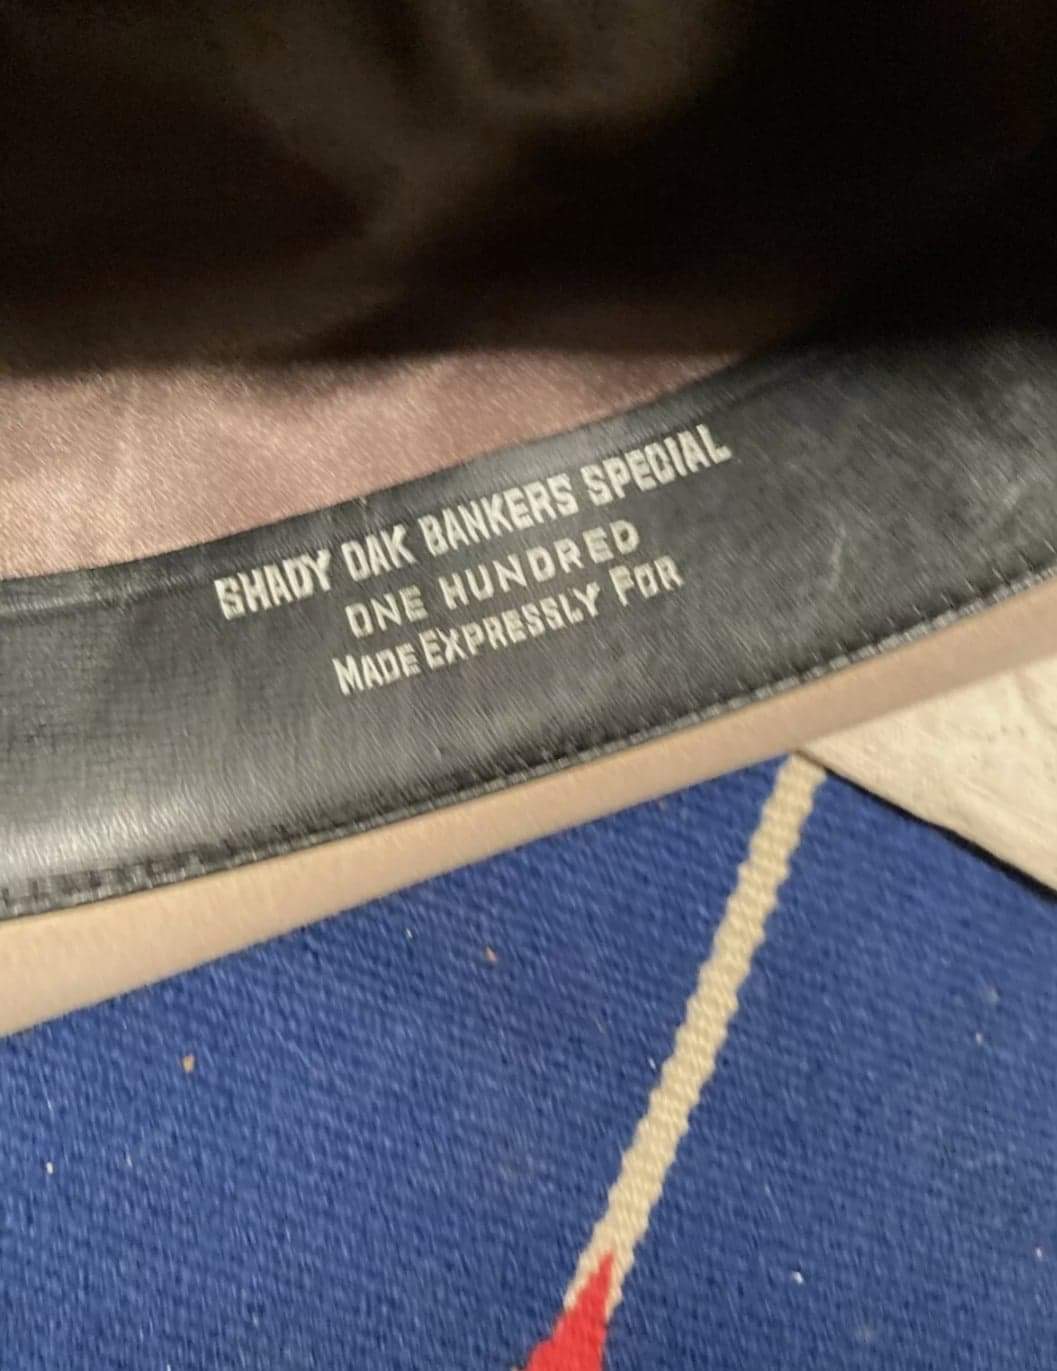 SHADY OAK BANKERS SPECIAL
ONE HUNDRED
MADE EXPRESSLY FOR